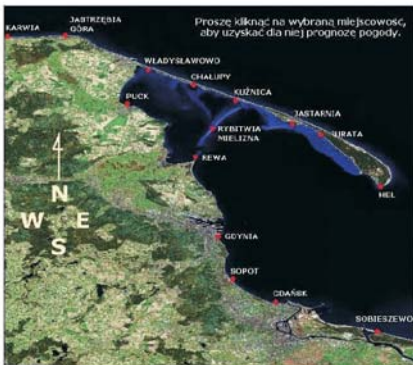 Proszę kliknąć na wybraną miejscowość,
aby uzyskać dla niej prognozę pogody.
KARWIA
JASTRZĘBIA
GÓRA
WŁADYSŁAWOWO
CHAŁUPY
PUCK
KUŹNICA
JASTARNIA
RYBITWIA
MIELIZNA
JURATA
REWA
HEL
N
W E
S
GDYNIA
SOPOT
GDAŃSK
SOBIESZEWO